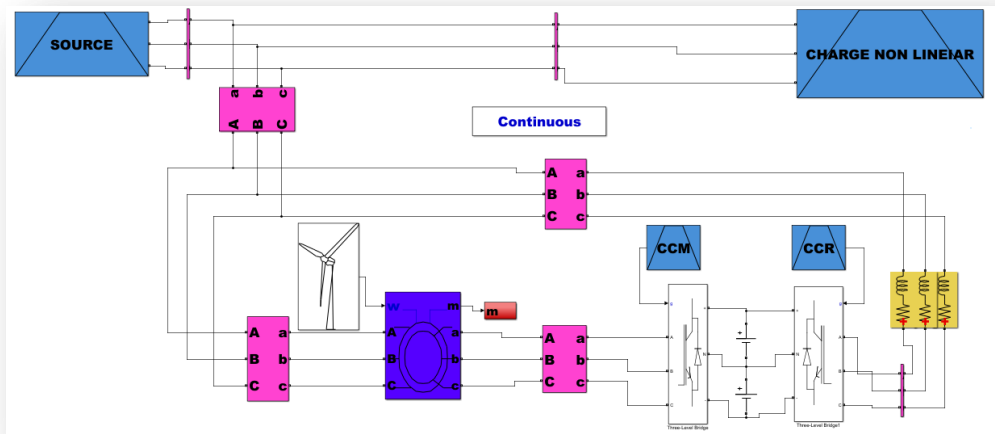 SOURCE
CHARGE NON LINEIAR
a b c
A B C
Continuous
A a
B b
C c
CCM
CCR
w m
m
A a
B b
C c
A a
B b
C c
A a
B b
C c
g
+
A
N
B
C
-
+
+
g
+
A
N
B
-
C
Three-Level Bridge
Three-Level Bridge1